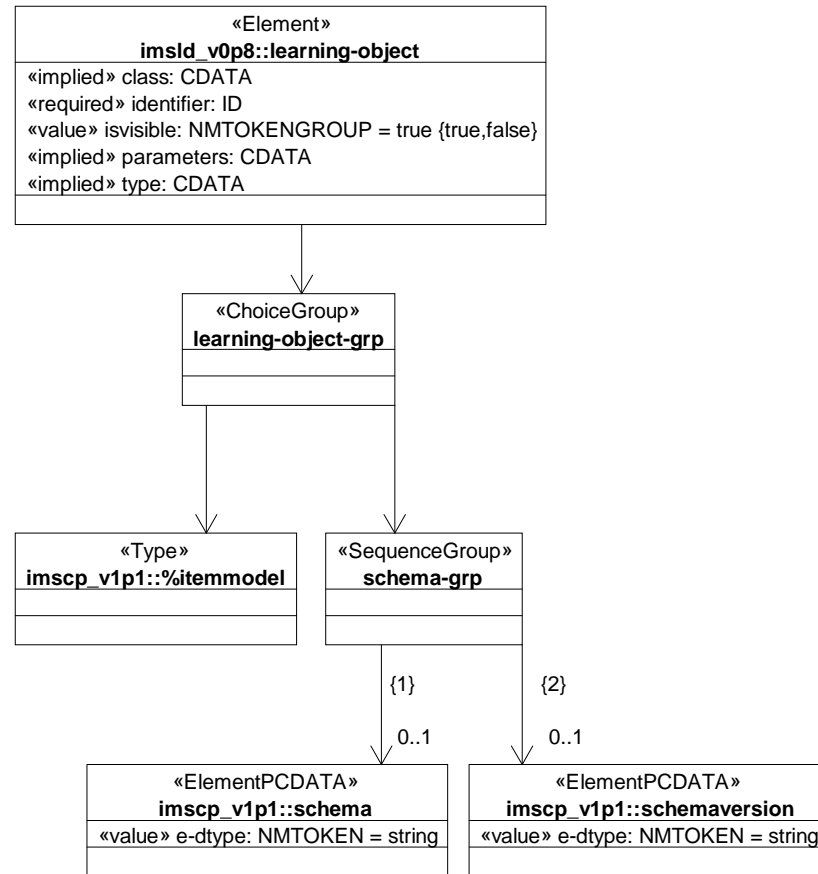 «Element»
imsld_v0p8::learning-object
«implied» class: CDATA
«required» identifier: ID
«value» isvisible: NMTOKENGROUP = true {true,false}
«implied» parameters: CDATA
«implied» type: CDATA
«ChoiceGroup»
learning-object-grp
«Type»
imscp_v1p1::%itemmodel
«SequenceGroup»
schema-grp
{1}
{2}
0..1
0..1
«ElementPCDATA»
imscp_v1p1::schema
«value» e-dtype: NMTOKEN = string
«ElementPCDATA»
imscp_v1p1::schemaversion
«value» e-dtype: NMTOKEN = string